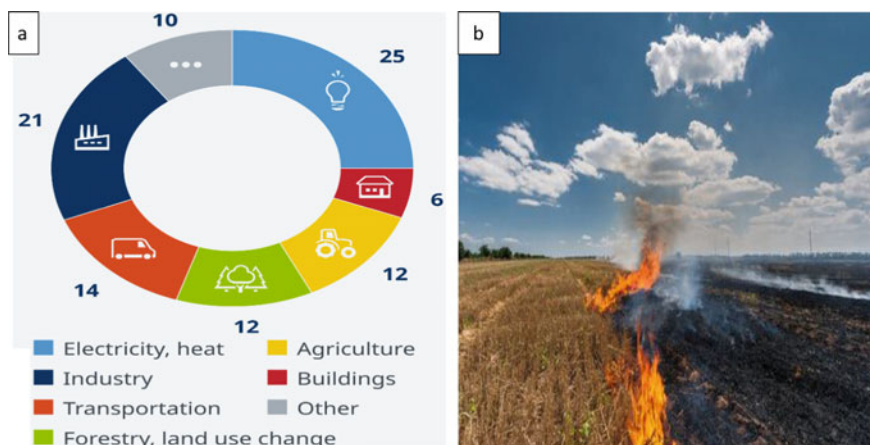 a
10
25
21
6
14
12
12
Electricity, heat
Agriculture
Industry
Buildings
Transportation
Other
Forestry, land use change
b